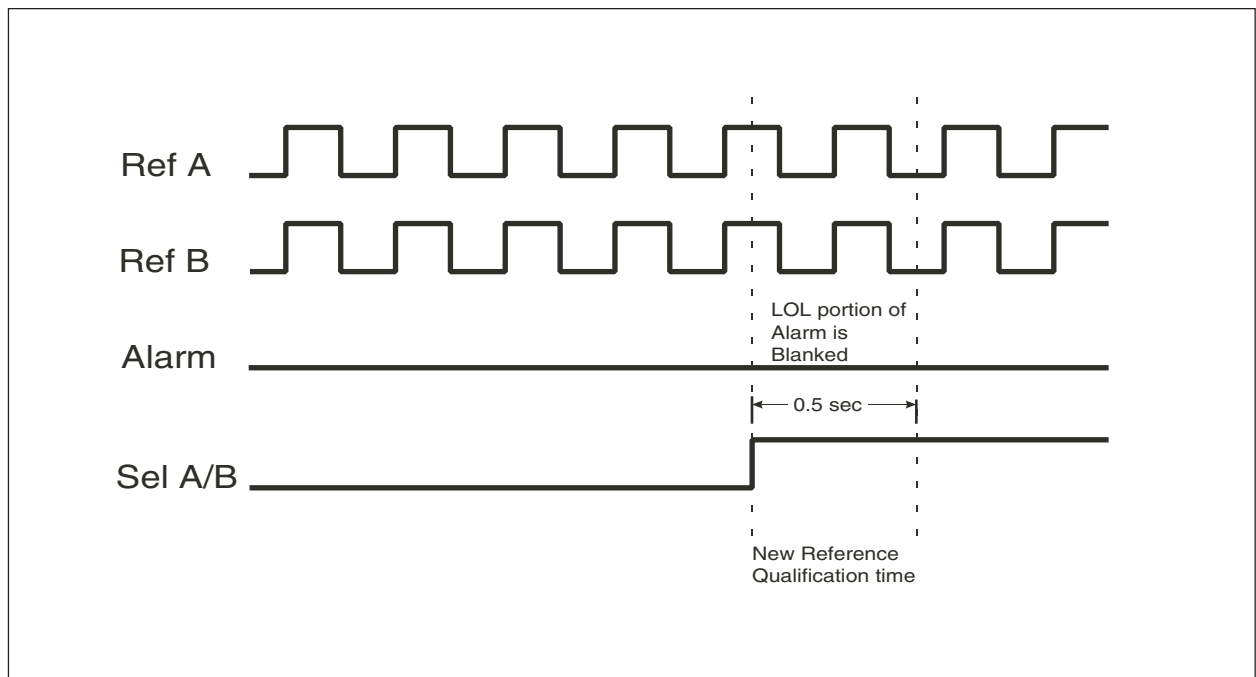 Ref A
Ref B
LOL portion of
Alarm is
Blanked
Alarm
0.5 sec
Sel A/B
New Reference
Qualification time